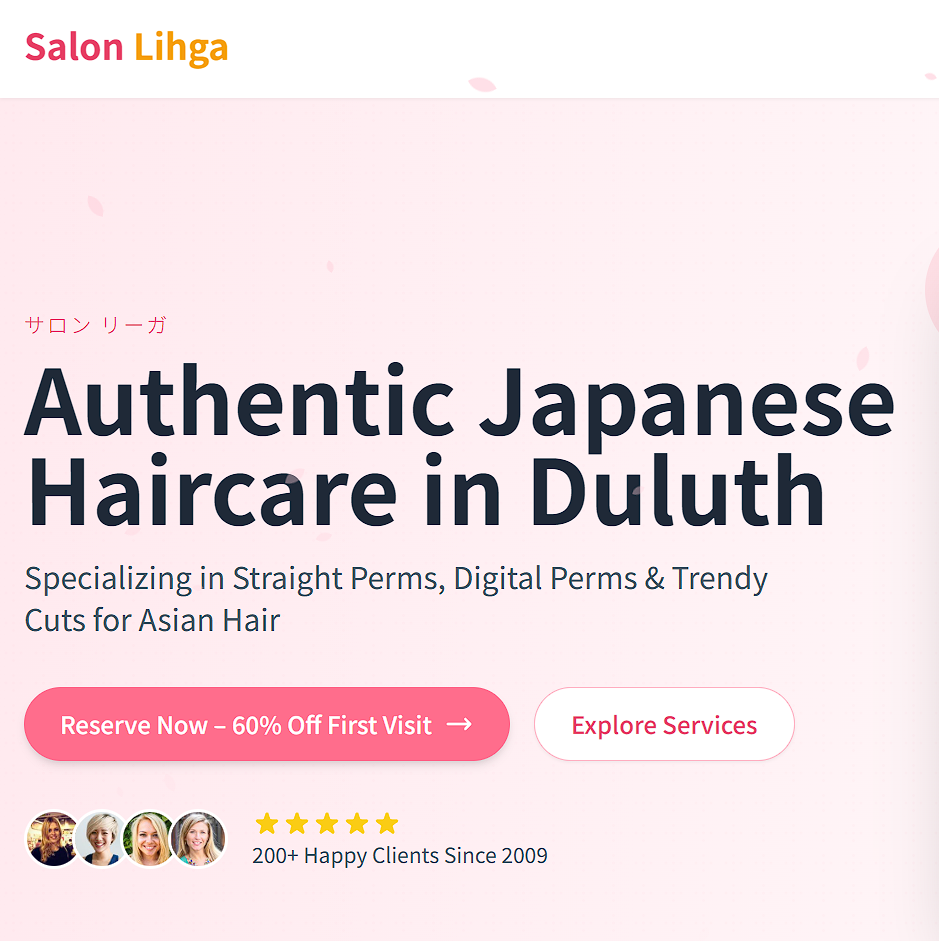 Salon Lihga
サロン リーガ
Authentic Japanese
Haircare in Duluth
Specializing in Straight Perms, Digital Perms & Trendy
Cuts for Asian Hair
Reserve Now – 60% Off First Visit →
Explore Services
200+ Happy Clients Since 2009